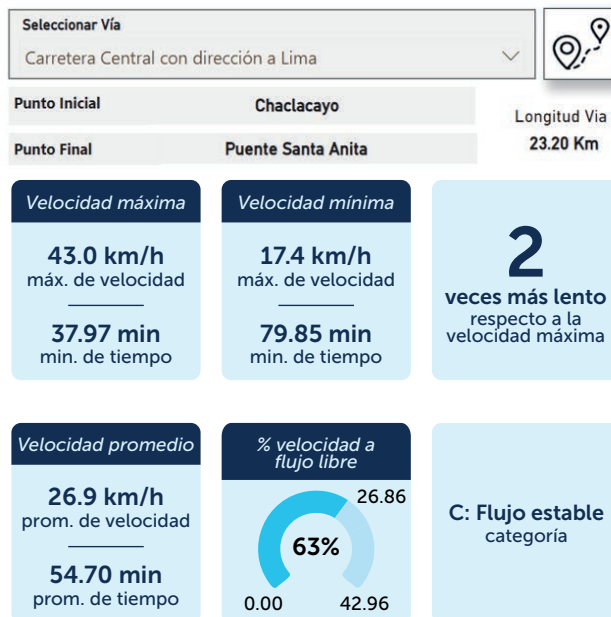 Seleccionar Vía
Carretera Central con dirección a Lima
Punto Inicial
Chaclacayo
Punto Final
Puente Santa Anita
Longitud Via
23.20 Km
Velocidad máxima
43.0 km/h
máx. de velocidad
37.97 min
min. de tiempo
Velocidad mínima
17.4 km/h
máx. de velocidad
79.85 min
min. de tiempo
2
veces más lento
respecto a la
velocidad máxima
Velocidad promedio
26.9 km/h
prom. de velocidad
54.70 min
prom. de tiempo
% velocidad a
flujo libre
26.86
63%
0.00
42.96
C: Flujo estable
categoría